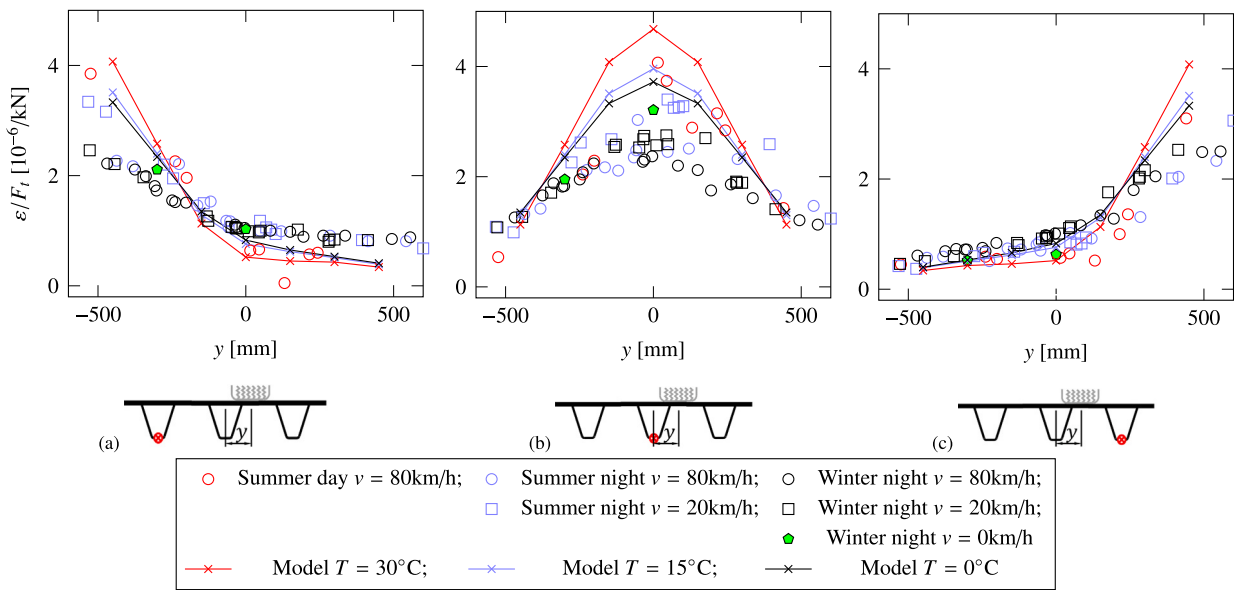 4
2
0
−500
0
500
y [mm]
ε/Ft [10−6/kN]
4
2
0
−500
0
500
y [mm]
4
2
0
−500
0
500
y [mm]
(a)
y
(b)
y
(c)
y
Summer day v = 80km/h;
Summer night v = 80km/h;
Winter night v = 80km/h;
Summer night v = 20km/h;
Winter night v = 20km/h;
Winter night v = 0km/h
Model T = 30°C;
Model T = 15°C;
Model T = 0°C